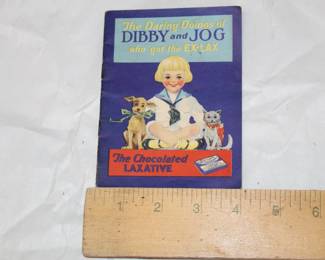 The Daring Doings of
DIBBY and JOG
who got the EX-LAX
The Chocolated
LAXATIVE
1 2 3 4 5 6